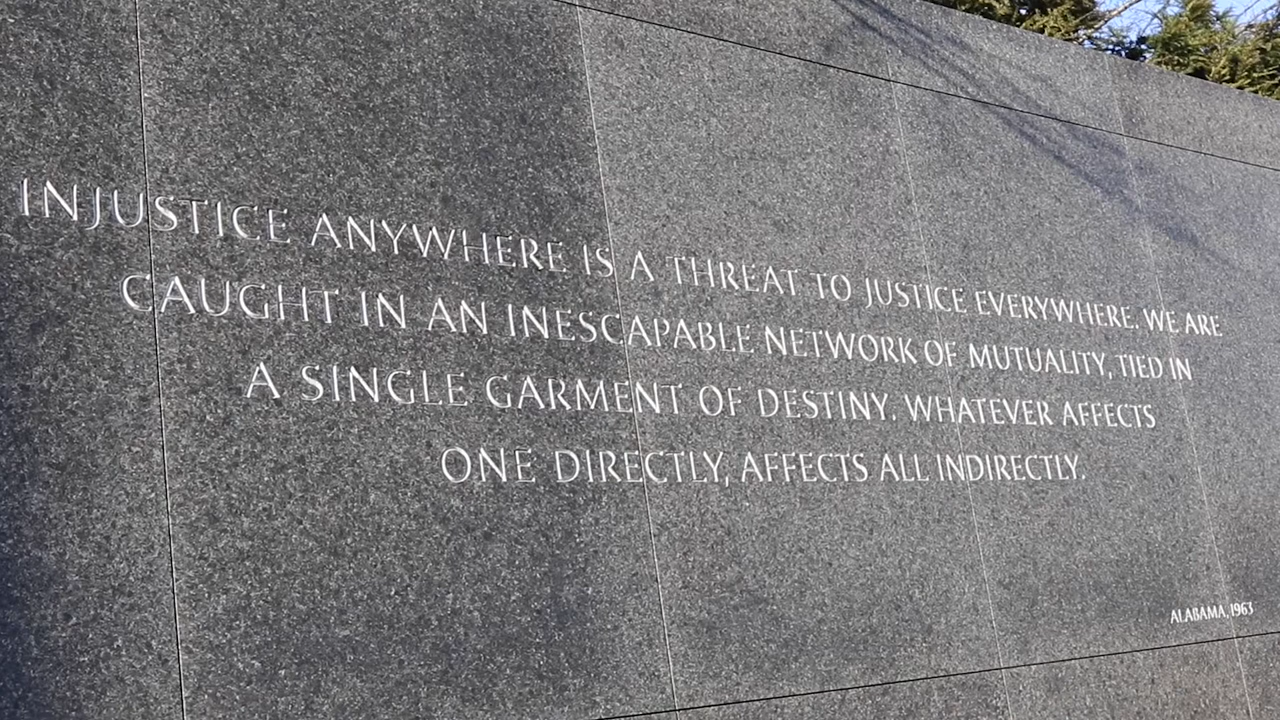 INJUSTICE ANYWHERE IS A THREAT TO JUSTICE EVERYWHERE. WE ARE
CAUGHT IN AN INESCAPABLE NETWORK OF MUTUALITY, TIED IN
A SINGLE GARMENT OF DESTINY. WHATEVER AFFECTS
ONE DIRECTLY, AFFECTS ALL INDIRECTLY.
ALABAMA, 1963